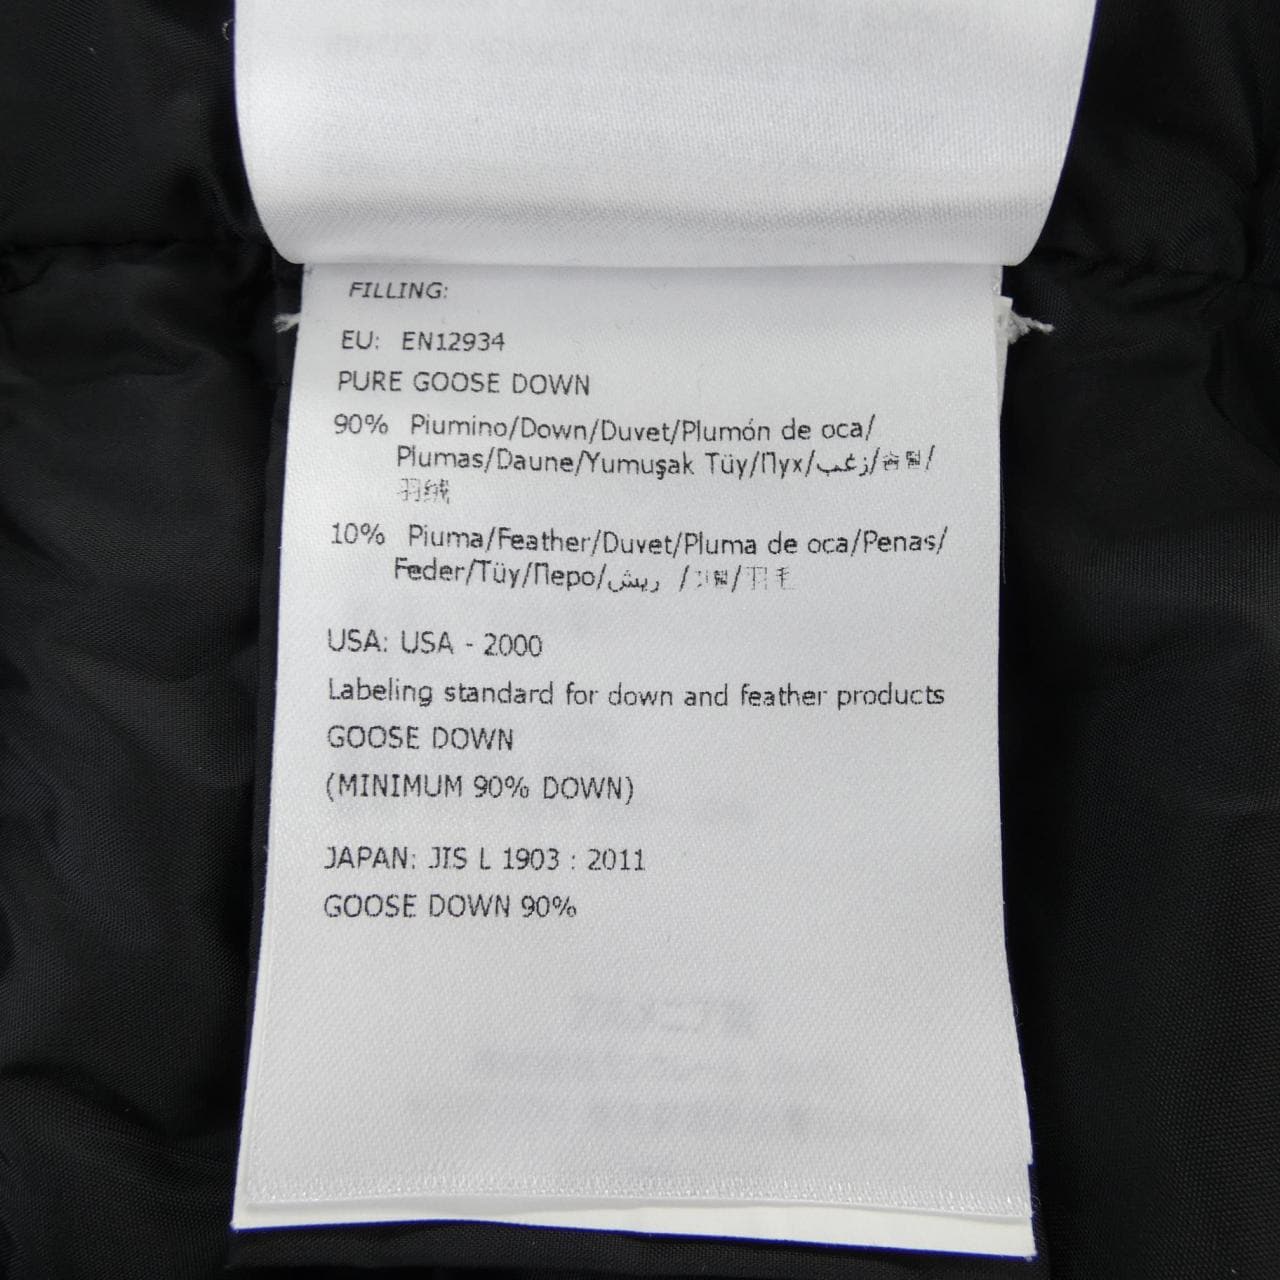 FILLING:
EU: EN12934
PURE GOOSE DOWN
90% Piumino/Down/Duvet/Plumón de oca/
Plumas/Daune/Yumuşak Tüy/Пух/زغب/솜털/
羽绒
10% Piuma/Feather/Duvet/Pluma de oca/Penas/
Feder/Tüy/Перо/ريش /깃털/羽毛
USA: USA - 2000
Labeling standard for down and feather products
GOOSE DOWN
(MINIMUM 90% DOWN)
JAPAN: JIS L 1903 : 2011
GOOSE DOWN 90%